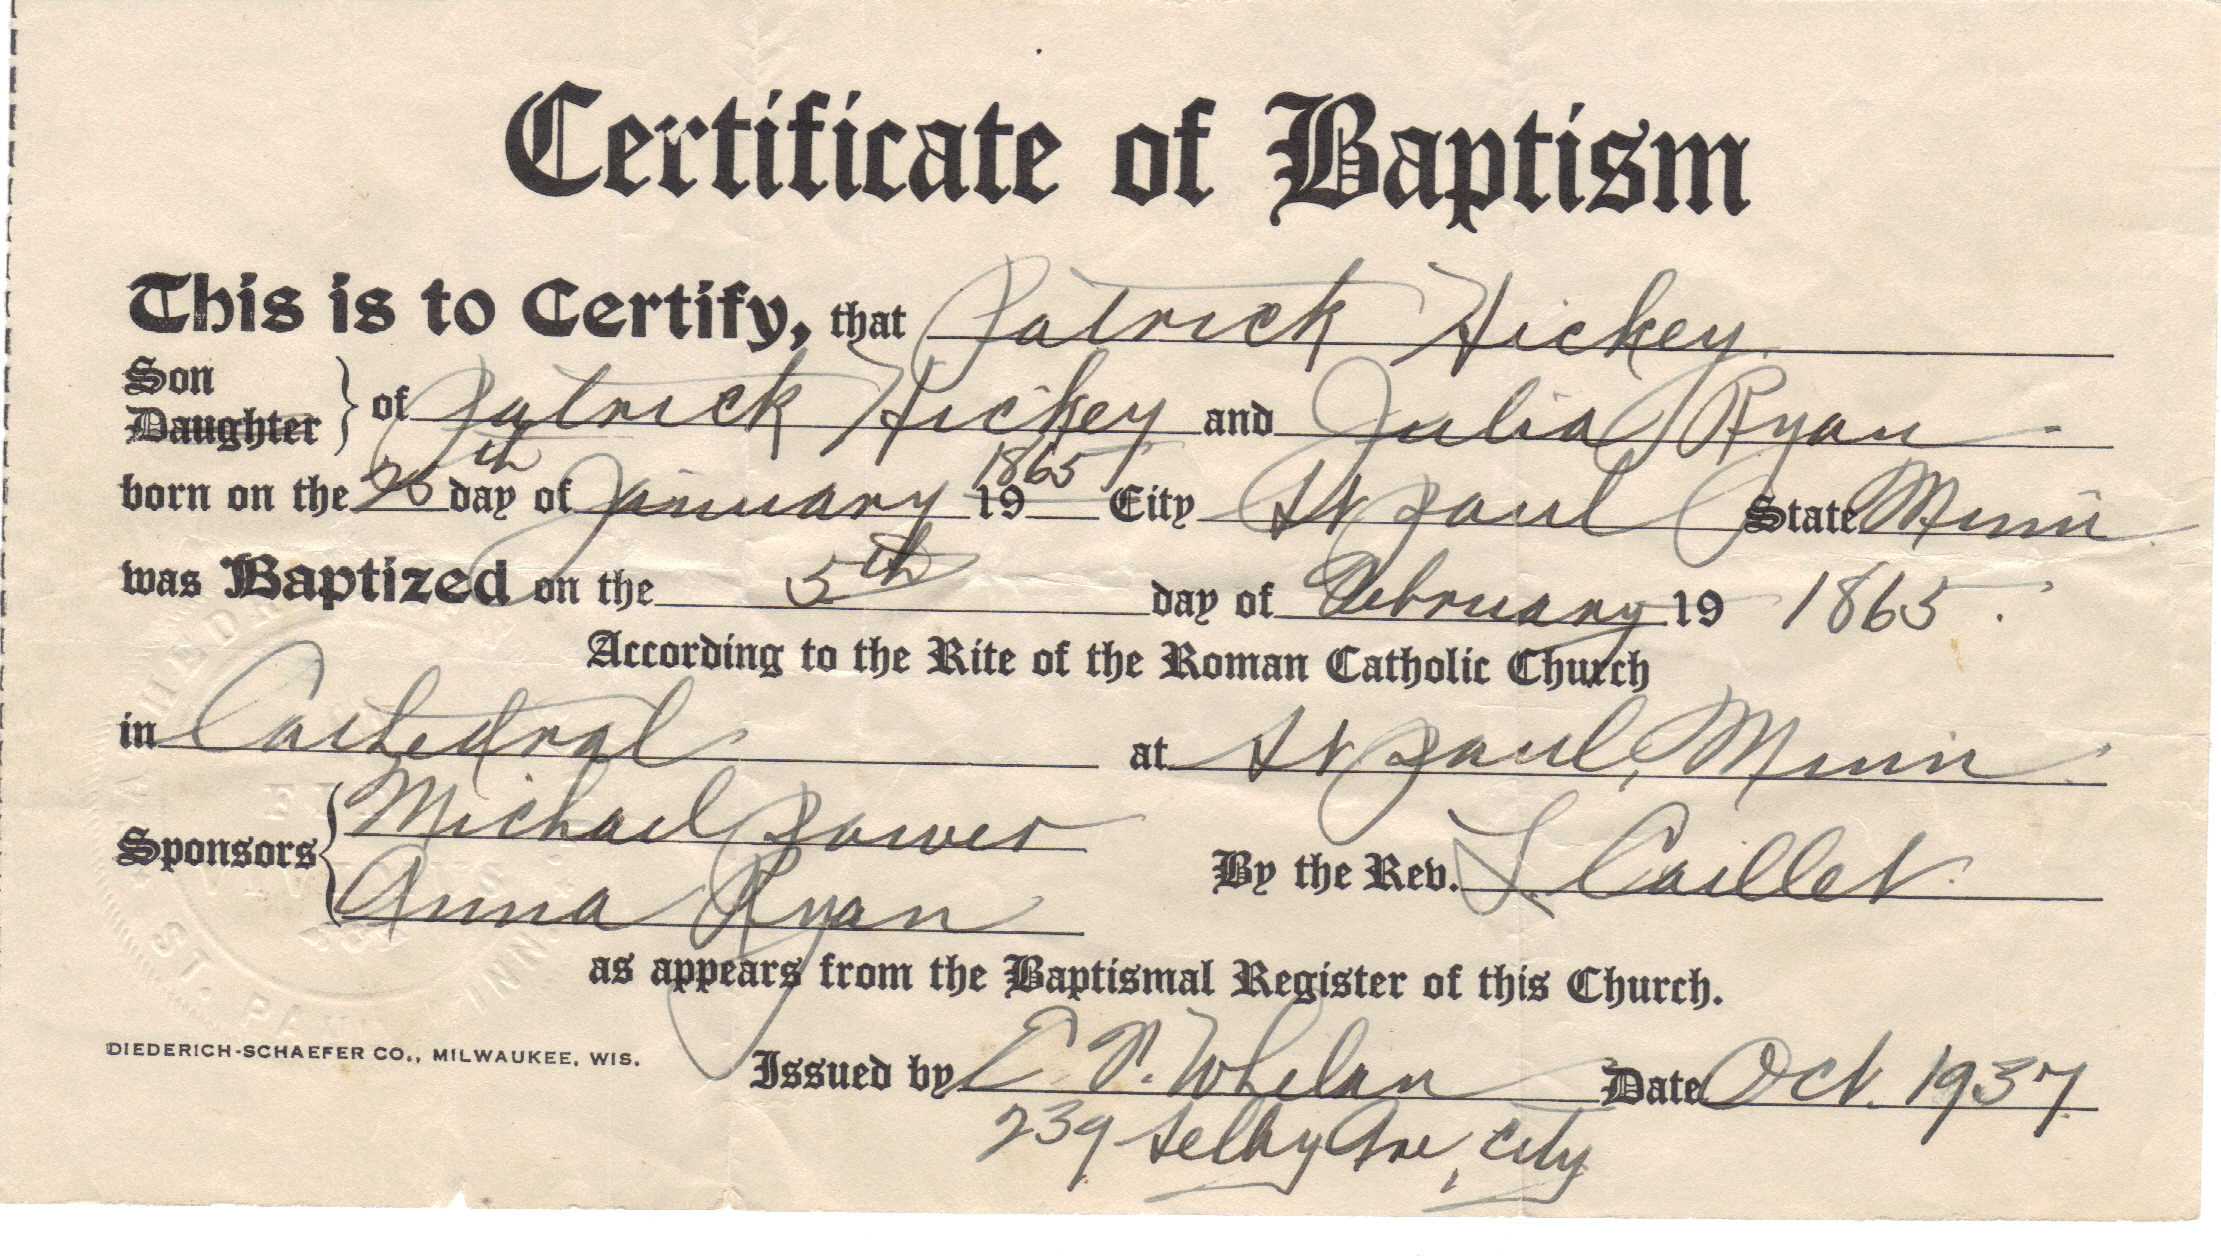 Certificate of Baptism
This is to Certify, that Patrick Hickey
Son
Daughter } of Patrick Hickey and Julia Ryan
born on the 26th day of January 19 1865 City St Paul State Minn
was Baptized on the 5th day of February 19 1865.
According to the Rite of the Roman Catholic Church
in Cathedral at St Paul, Minn
Sponsors { Michael Power
Anna Ryan
By the Rev. L. Caillet
as appears from the Baptismal Register of this Church.
DIEDERICH-SCHAEFER CO., MILWAUKEE, WIS.
Issued by Whelan Date Oct. 1937
239 Selby Ave, City
ST. PAUL